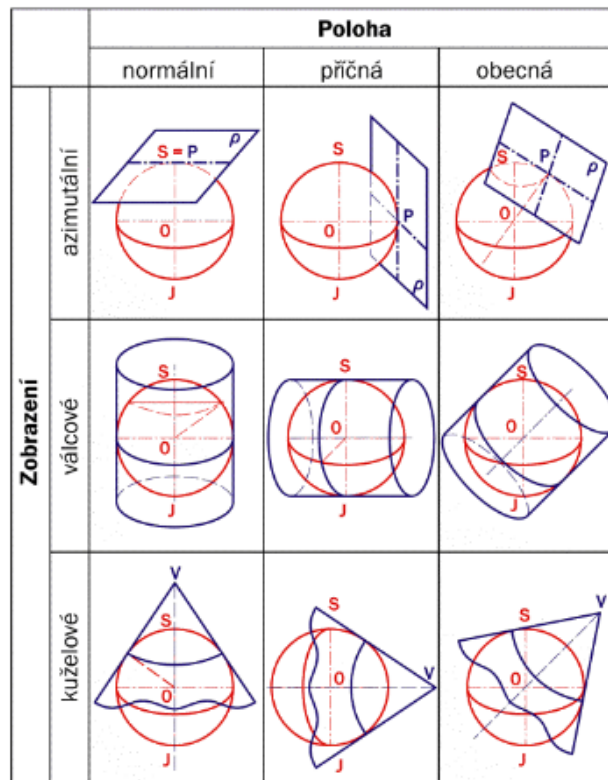 Poloha
normální příčná obecná
Zobrazení
azimutální
S = P ρ
O
J
S
P
O
ρ
J
S P ρ
O
J
válcové
S
O
J
S
O
J
S
O
J
kuželové
V
S
O
J
S
V
O
J
S
V
O
J